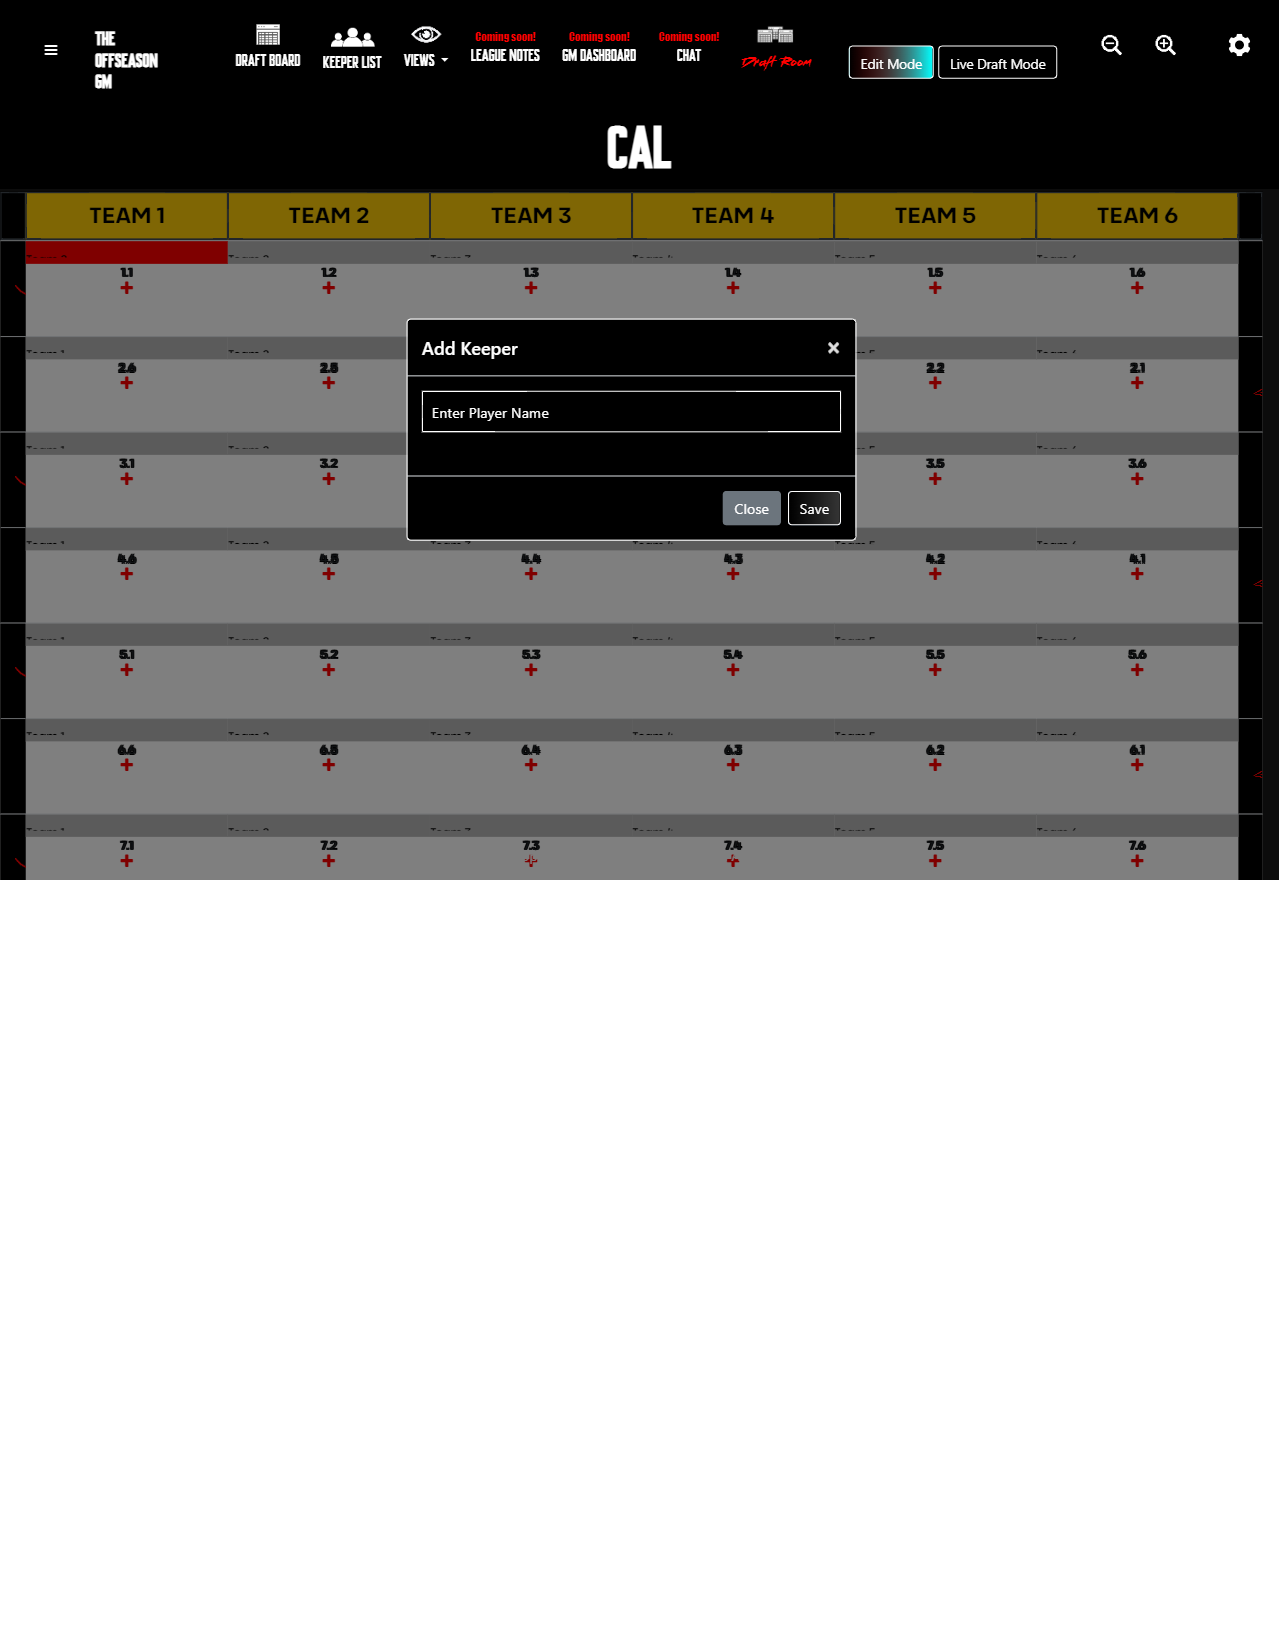 THE
OFFSEASON
GM
DRAFT BOARD
KEEPER LIST
VIEWS
Coming soon!
LEAGUE NOTES
Coming soon!
GM DASHBOARD
Coming soon!
CHAT
Draft Room
Edit Mode
Live Draft Mode
CAL
TEAM 1 TEAM 2 TEAM 3 TEAM 4 TEAM 5 TEAM 6
1.1 1.2 1.3 1.4 1.5 1.6
+ + + + + +
Add Keeper ×
Enter Player Name
Close Save
2.6 2.5 2.2 2.1
+ + + +
3.1 3.2 3.5 3.6
+ + + +
4.6 4.5 4.4 4.3 4.2 4.1
+ + + + + +
5.1 5.2 5.3 5.4 5.5 5.6
+ + + + + +
6.6 6.5 6.4 6.3 6.2 6.1
+ + + + + +
7.1 7.2 7.3 7.4 7.5 7.6
+ + + + + +